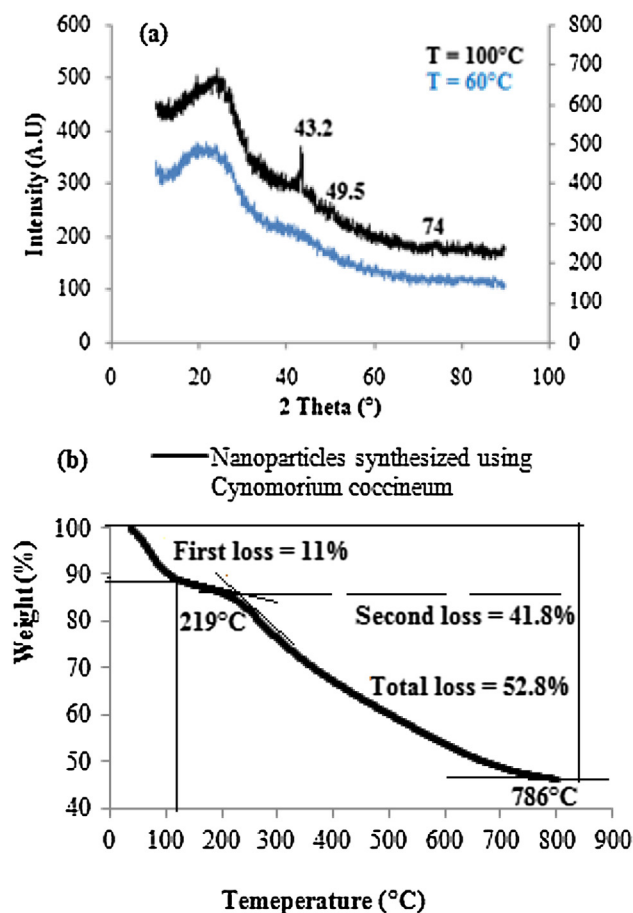 (a)
T = 100°C
T = 60°C
600
500
400
300
200
100
0
800
700
600
500
400
300
200
100
0
43.2
49.5
74
Intensity (A.U)
0
20
40
60
80
100
2 Theta (°)
(b)
Nanoparticles synthesized using
Cynomorium coccineum
100
90
80
70
60
50
40
Weight (%)
First loss = 11%
219°C
Second loss = 41.8%
Total loss = 52.8%
786°C
0 100 200 300 400 500 600 700 800 900
Temeperature (°C)